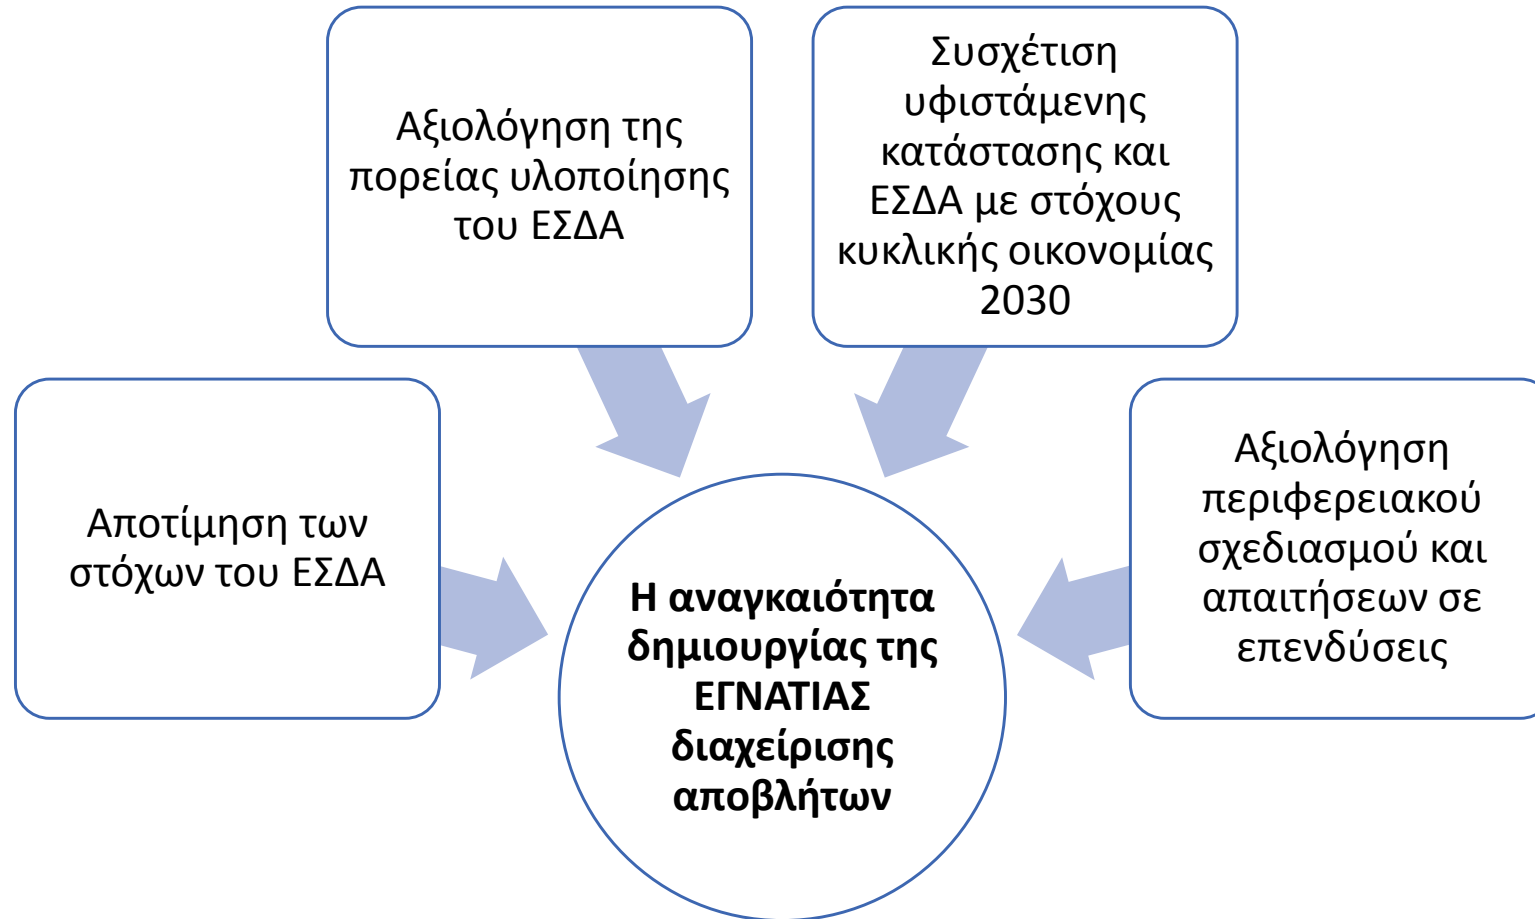 Αποτίμηση των
στόχων του ΕΣΔΑ
Αξιολόγηση της
πορείας υλοποίησης
του ΕΣΔΑ
Συσχέτιση
υφιστάμενης
κατάστασης και
ΕΣΔΑ με στόχους
κυκλικής οικονομίας
2030
Αξιολόγηση
περιφερειακού
σχεδιασμού και
απαιτήσεων σε
επενδύσεις
Η αναγκαιότητα
δημιουργίας της
ΕΓΝΑΤΙΑΣ
διαχείρισης
αποβλήτων